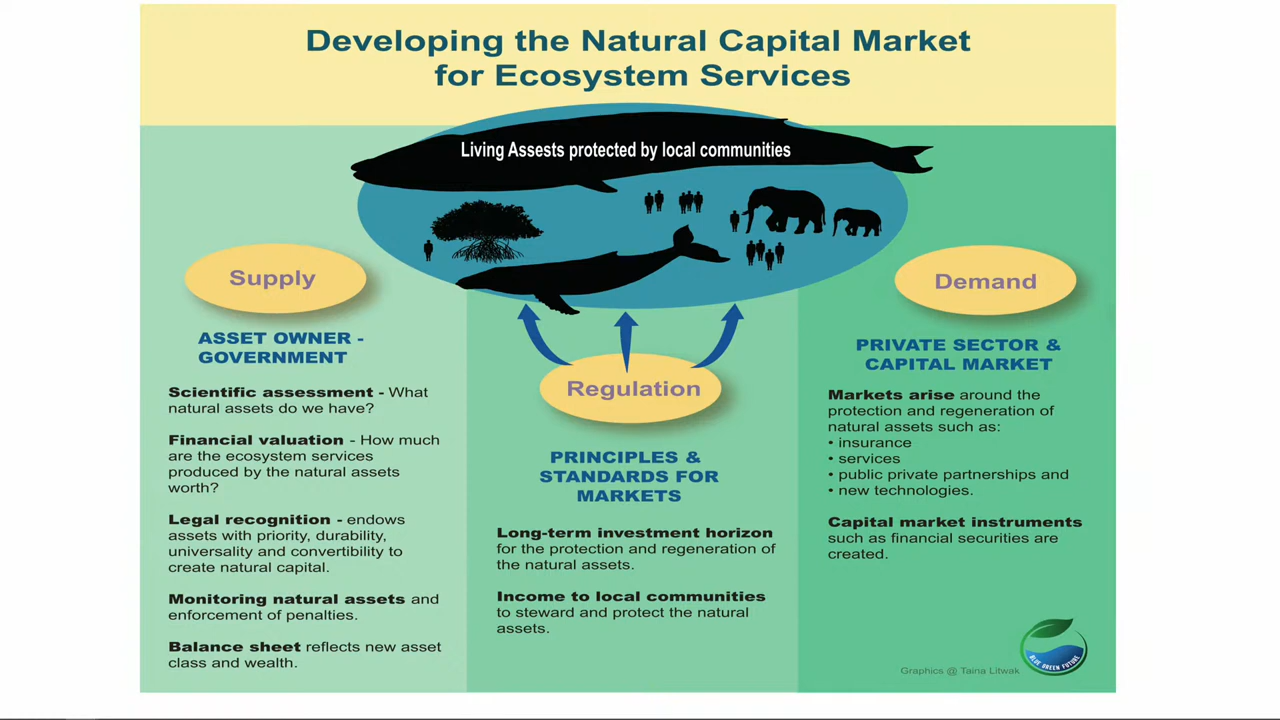 Developing the Natural Capital Market
for Ecosystem Services
Living Assests protected by local communities
Supply
ASSET OWNER -
GOVERNMENT
Scientific assessment - What
natural assets do we have?
Financial valuation - How much
are the ecosystem services
produced by the natural assets
worth?
Legal recognition - endows
assets with priority, durability,
universality and convertibility to
create natural capital.
Monitoring natural assets and
enforcement of penalties.
Balance sheet reflects new asset
class and wealth.
Regulation
PRINCIPLES &
STANDARDS FOR
MARKETS
Long-term investment horizon
for the protection and regeneration of
the natural assets.
Income to local communities
to steward and protect the natural
assets.
Demand
PRIVATE SECTOR &
CAPITAL MARKET
Markets arise around the
protection and regeneration of
natural assets such as:
• insurance
• services
• public private partnerships and
• new technologies.
Capital market instruments
such as financial securities are
created.
Graphics @ Taina Litwak
BLUE GREEN FUTURE